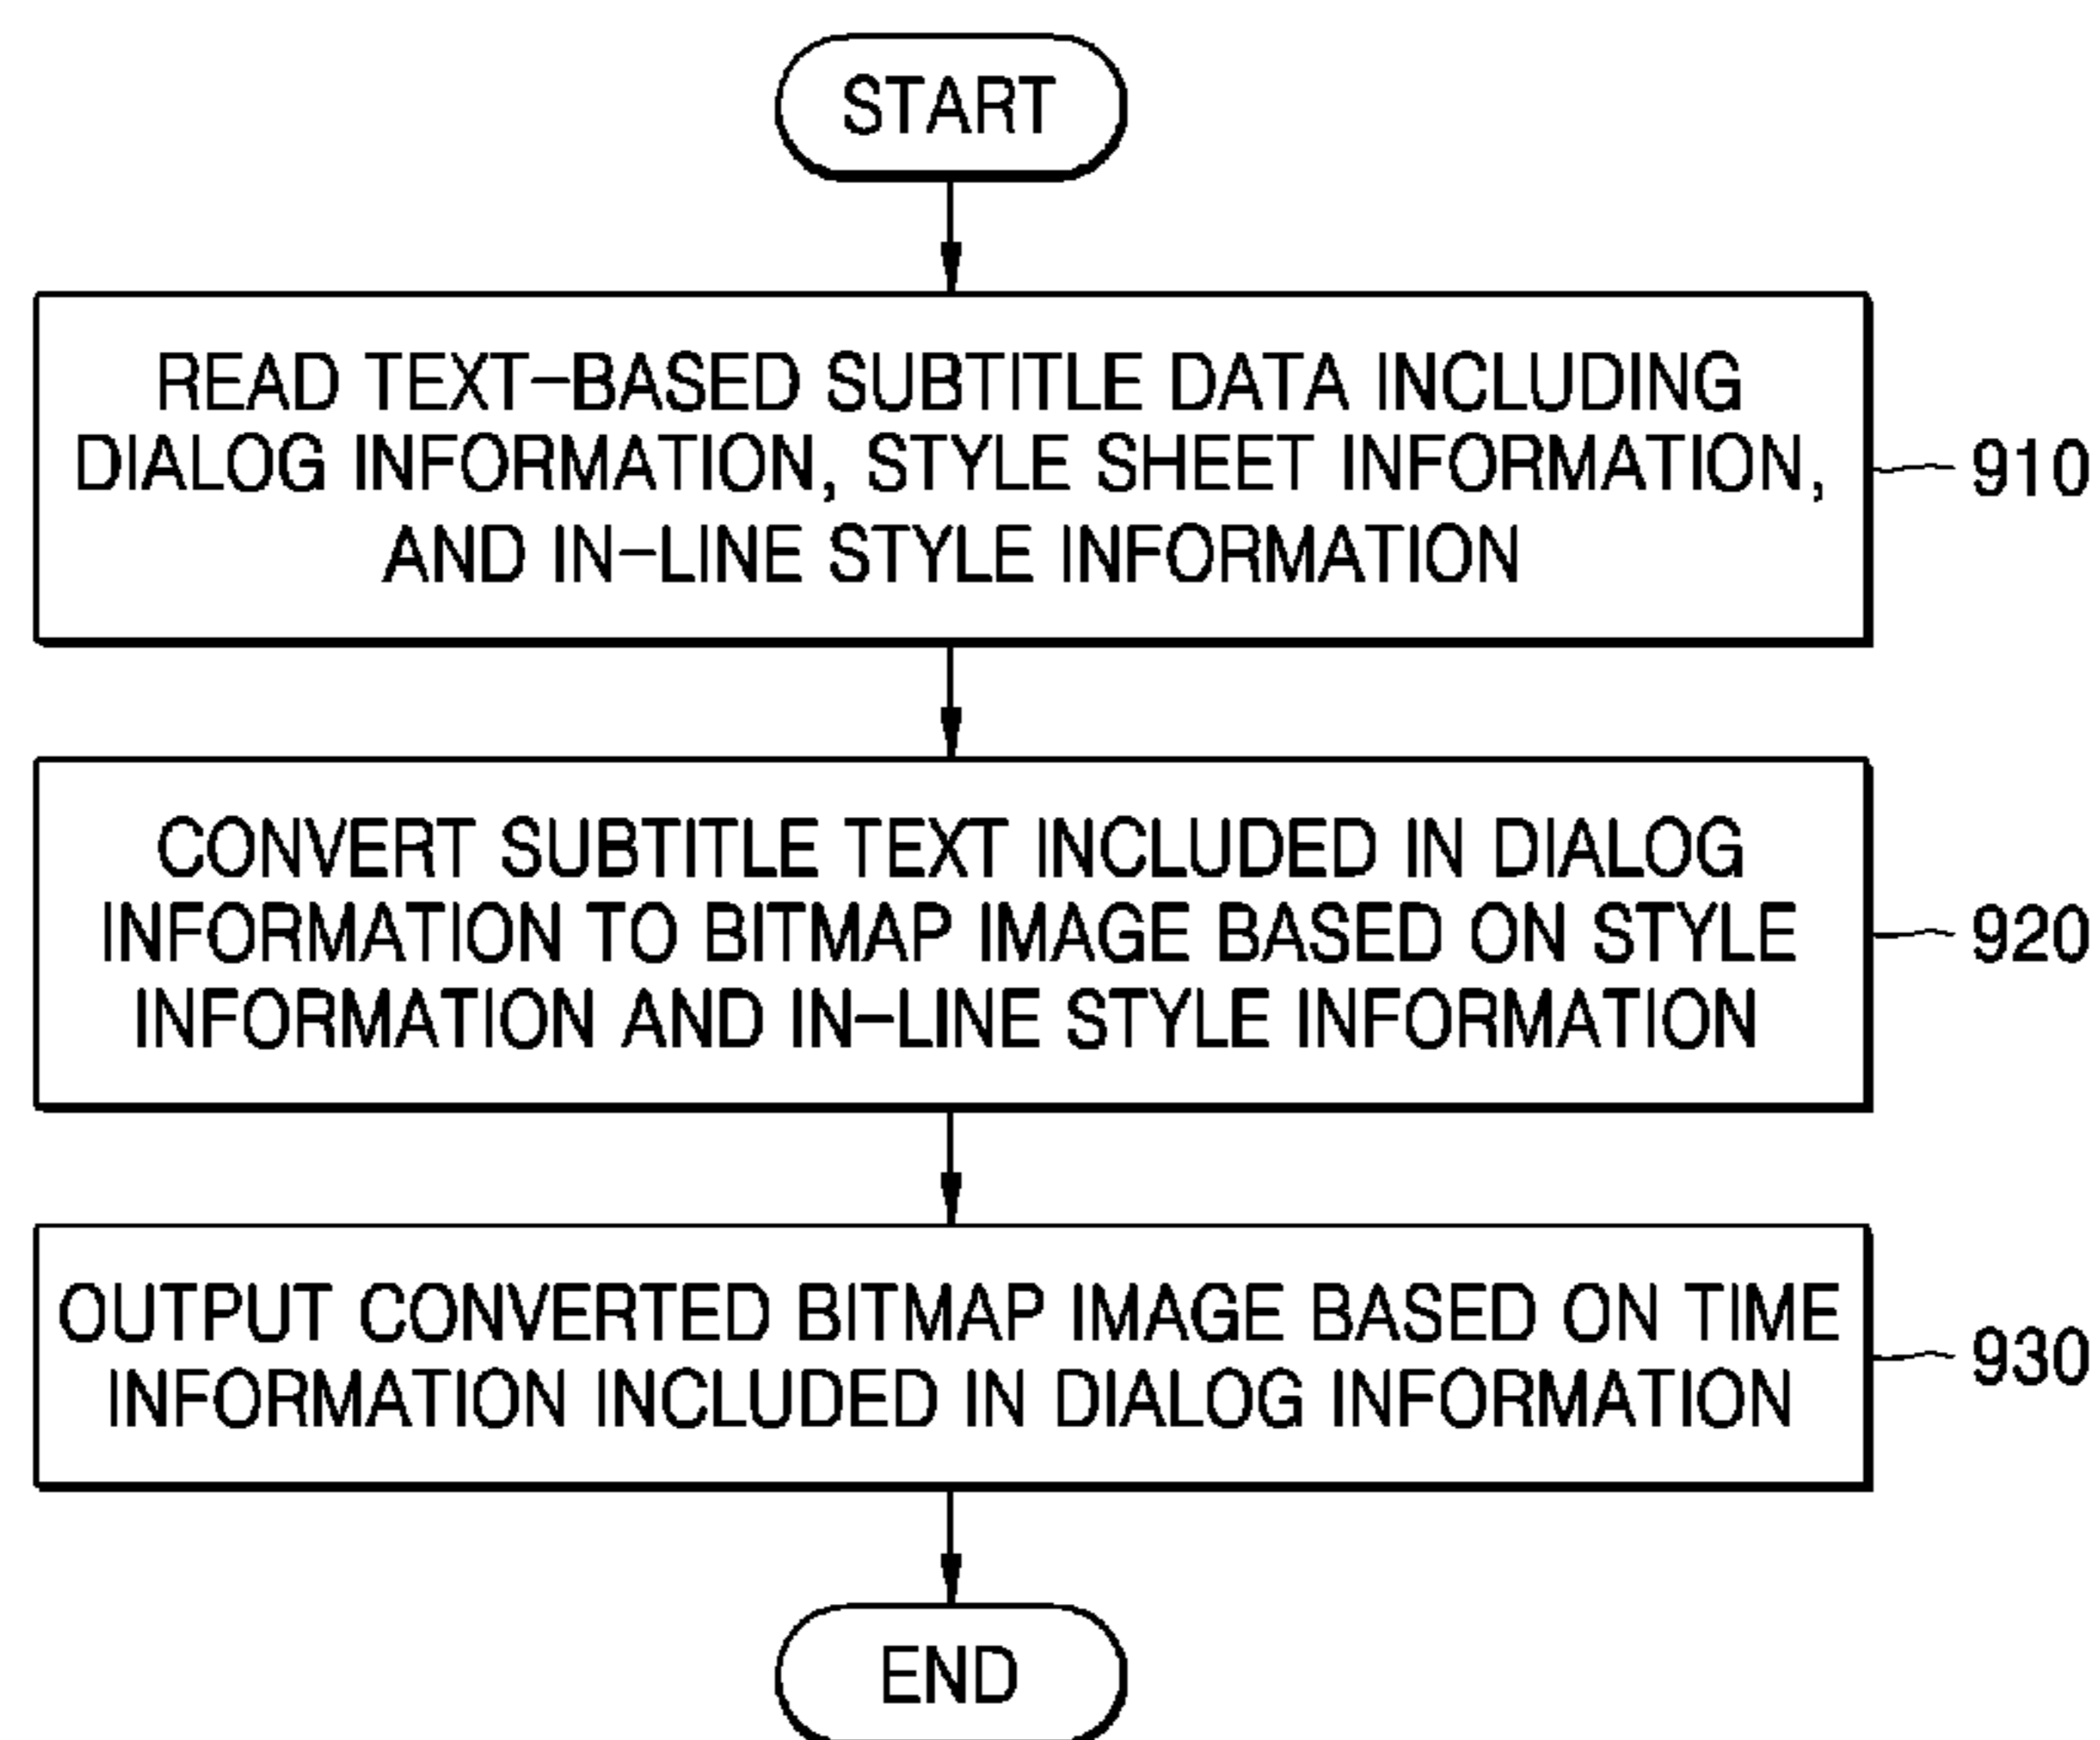 START
READ TEXT-BASED SUBTITLE DATA INCLUDING
DIALOG INFORMATION, STYLE SHEET INFORMATION,
AND IN-LINE STYLE INFORMATION
910
CONVERT SUBTITLE TEXT INCLUDED IN DIALOG
INFORMATION TO BITMAP IMAGE BASED ON STYLE
INFORMATION AND IN-LINE STYLE INFORMATION
920
OUTPUT CONVERTED BITMAP IMAGE BASED ON TIME
INFORMATION INCLUDED IN DIALOG INFORMATION
930
END